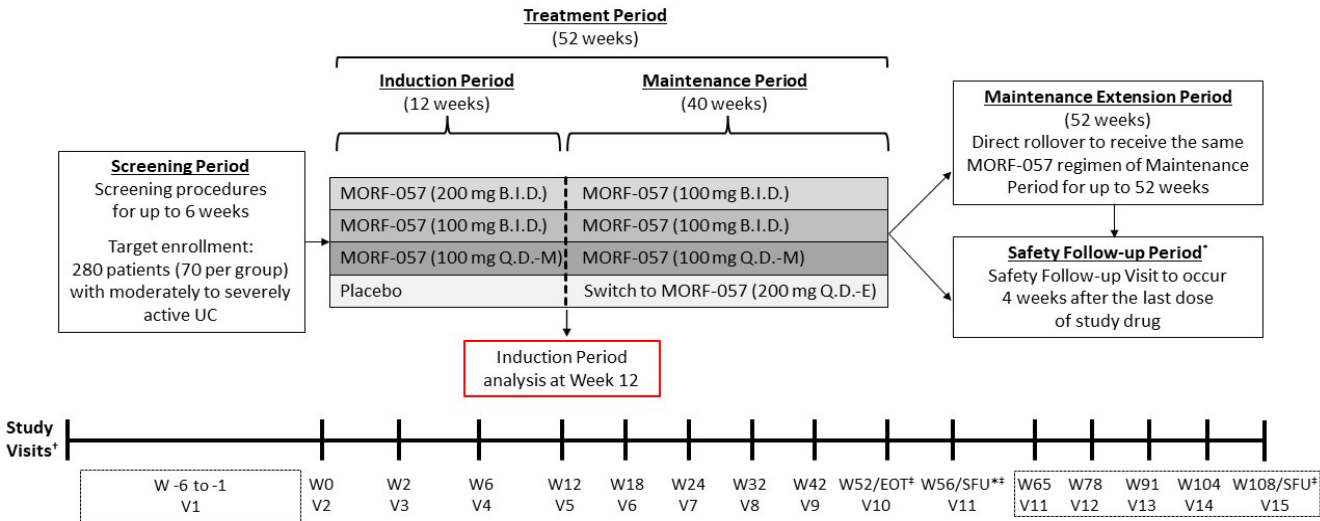 Treatment Period
(52 weeks)
Induction Period
(12 weeks)
Maintenance Period
(40 weeks)
Screening Period
Screening procedures
for up to 6 weeks
Target enrollment:
280 patients (70 per group)
with moderately to severely
active UC
MORF-057 (200 mg B.I.D.)
MORF-057 (100 mg B.I.D.)
MORF-057 (100 mg B.I.D.)
MORF-057 (100 mg B.I.D.)
MORF-057 (100 mg Q.D.-M)
MORF-057 (100 mg Q.D.-M)
Placebo
Switch to MORF-057 (200 mg Q.D.-E)
Induction Period
analysis at Week 12
Maintenance Extension Period
(52 weeks)
Direct rollover to receive the same
MORF-057 regimen of Maintenance
Period for up to 52 weeks
Safety Follow-up Period*
Safety Follow-up Visit to occur
4 weeks after the last dose
of study drug
Study
Visits†
W -6 to -1
V1
W0
V2
W2
V3
W6
V4
W12
V5
W18
V6
W24
V7
W32
V8
W42
V9
W52/EOT‡
V10
W56/SFU*‡
V11
W65
V11
W78
V12
W91
V13
W104
V14
W108/SFU‡
V15